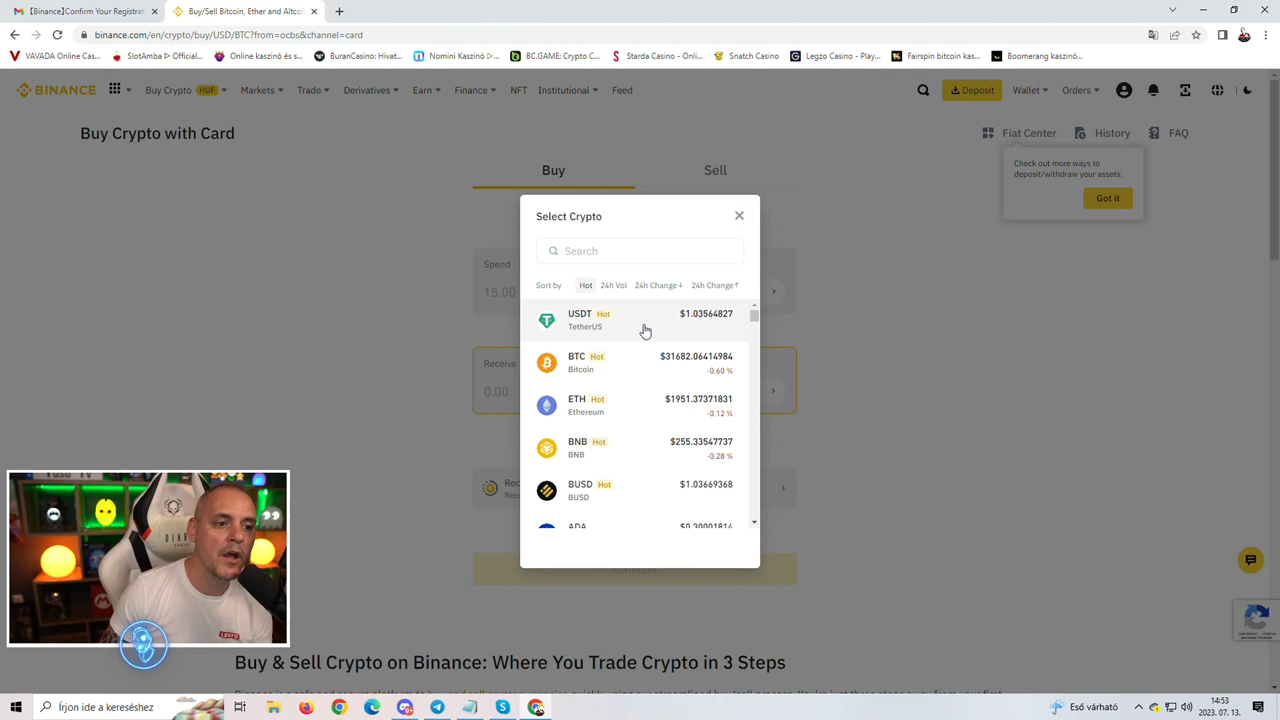 [Binance]Confirm Your Registrat
Buy/Sell Bitcoin, Ether and Altcoi
binance.com/en/crypto/buy/USD/BTC?from=ocbs&channel=card
VAVADA Online Cas...
SlotAmba ᐅ Official...
Online kaszinó és s...
BuranCasino: Hivat...
Nomini Kaszinó ᐅ...
BC.GAME: Crypto C...
Starda Casino - Onli...
Snatch Casino
Legzo Casino - Play...
Fairspin bitcoin kas...
Boomerang kaszinó...
BINANCE
Buy Crypto HUF
Markets
Trade
Derivatives
Earn
Finance
NFT
Institutional
Feed
Deposit
Wallet
Orders
Buy Crypto with Card
Fiat Center
History
FAQ
Check out more ways to
deposit/withdraw your assets.
Got it
Buy
Sell
Spend
15.00
Receive
0.00
Select Crypto
Search
Sort by Hot 24h Vol 24h Change↓ 24h Change↑
USDT Hot $1.03564827
TetherUS
BTC Hot $31682.06414984
Bitcoin -0.60 %
ETH Hot $1951.37371831
Ethereum -0.12 %
BNB Hot $255.33547737
BNB -0.28 %
BUSD Hot $1.03669368
BUSD
ADA $0.30001814
Continue
LEVI'S
Buy & Sell Crypto on Binance: Where You Trade Crypto in 3 Steps
Írjon ide a kereséshez
Eső várható
14:53
2023. 07. 13.